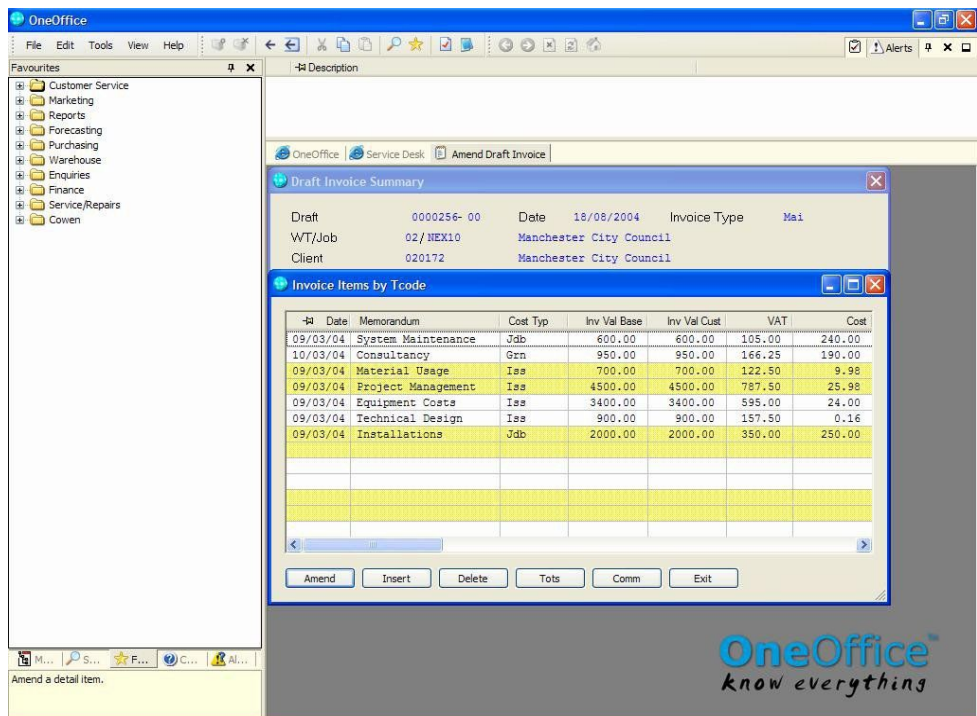 OneOffice
File Edit Tools View Help
Alerts
Favourites
Description
Customer Service
Marketing
Reports
Forecasting
Purchasing
Warehouse
Enquiries
Finance
Service/Repairs
Cowen
OneOffice Service Desk Amend Draft Invoice
Draft Invoice Summary
Draft 0000256- 00 Date 18/08/2004 Invoice Type Mai
WT/Job 02/ NEX10 Manchester City Council
Client 020172 Manchester City Council
Invoice Items by Tcode
Date Memorandum Cost Typ Inv Val Base Inv Val Cust VAT Cost
09/03/04 System Maintenance Jdb 600.00 600.00 105.00 240.00
10/03/04 Consultancy Grn 950.00 950.00 166.25 190.00
09/03/04 Material Usage Iss 700.00 700.00 122.50 9.98
09/03/04 Project Management Iss 4500.00 4500.00 787.50 25.98
09/03/04 Equipment Costs Iss 3400.00 3400.00 595.00 24.00
09/03/04 Technical Design Iss 900.00 900.00 157.50 0.16
09/03/04 Installations Jdb 2000.00 2000.00 350.00 250.00
Amend Insert Delete Tots Comm Exit
M... S... F... C... Al...
Amend a detail item.
OneOffice™
know everything